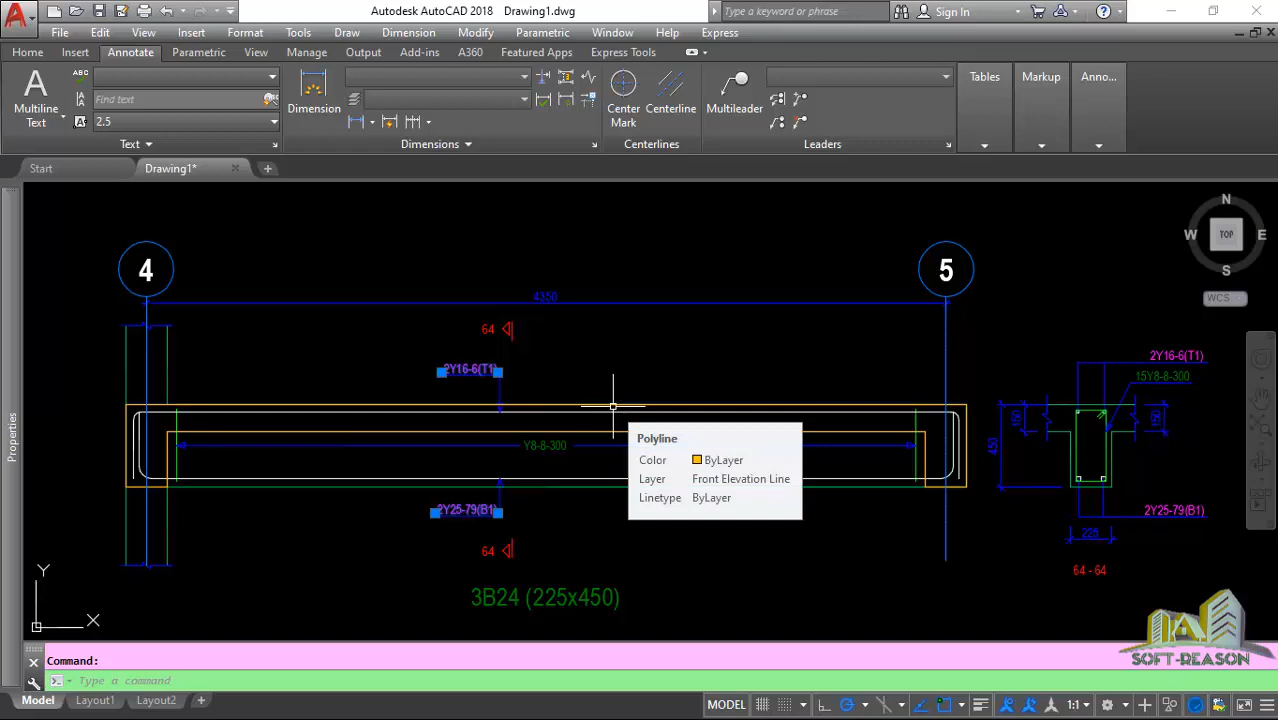 Autodesk AutoCAD 2018 Drawing1.dwg
Type a keyword or phrase
Sign In
File Edit View Insert Format Tools Draw Dimension Modify Parametric Window Help Express
Home Insert Annotate Parametric View Manage Output Add-ins A360 Featured Apps Express Tools
Multiline
Text
Find text
2.5
Text
Dimension
Dimensions
Center
Mark
Centerline
Centerlines
Multileader
Leaders
Tables
Markup
Anno...
Start Drawing1*
N
W TOP E
S
WCS
Properties
4
5
4350
64
2Y16-6(T1)
Y8-8-300
2Y25-79(B1)
64
3B24 (225x450)
Polyline
Color ByLayer
Layer Front Elevation Line
Linetype ByLayer
2Y16-6(T1)
15Y8-8-300
450
150
150
2Y25-79(B1)
225
64 - 64
Y
X
SOFT-REASON
Command:
Type a command
Model Layout1 Layout2
MODEL
1:1